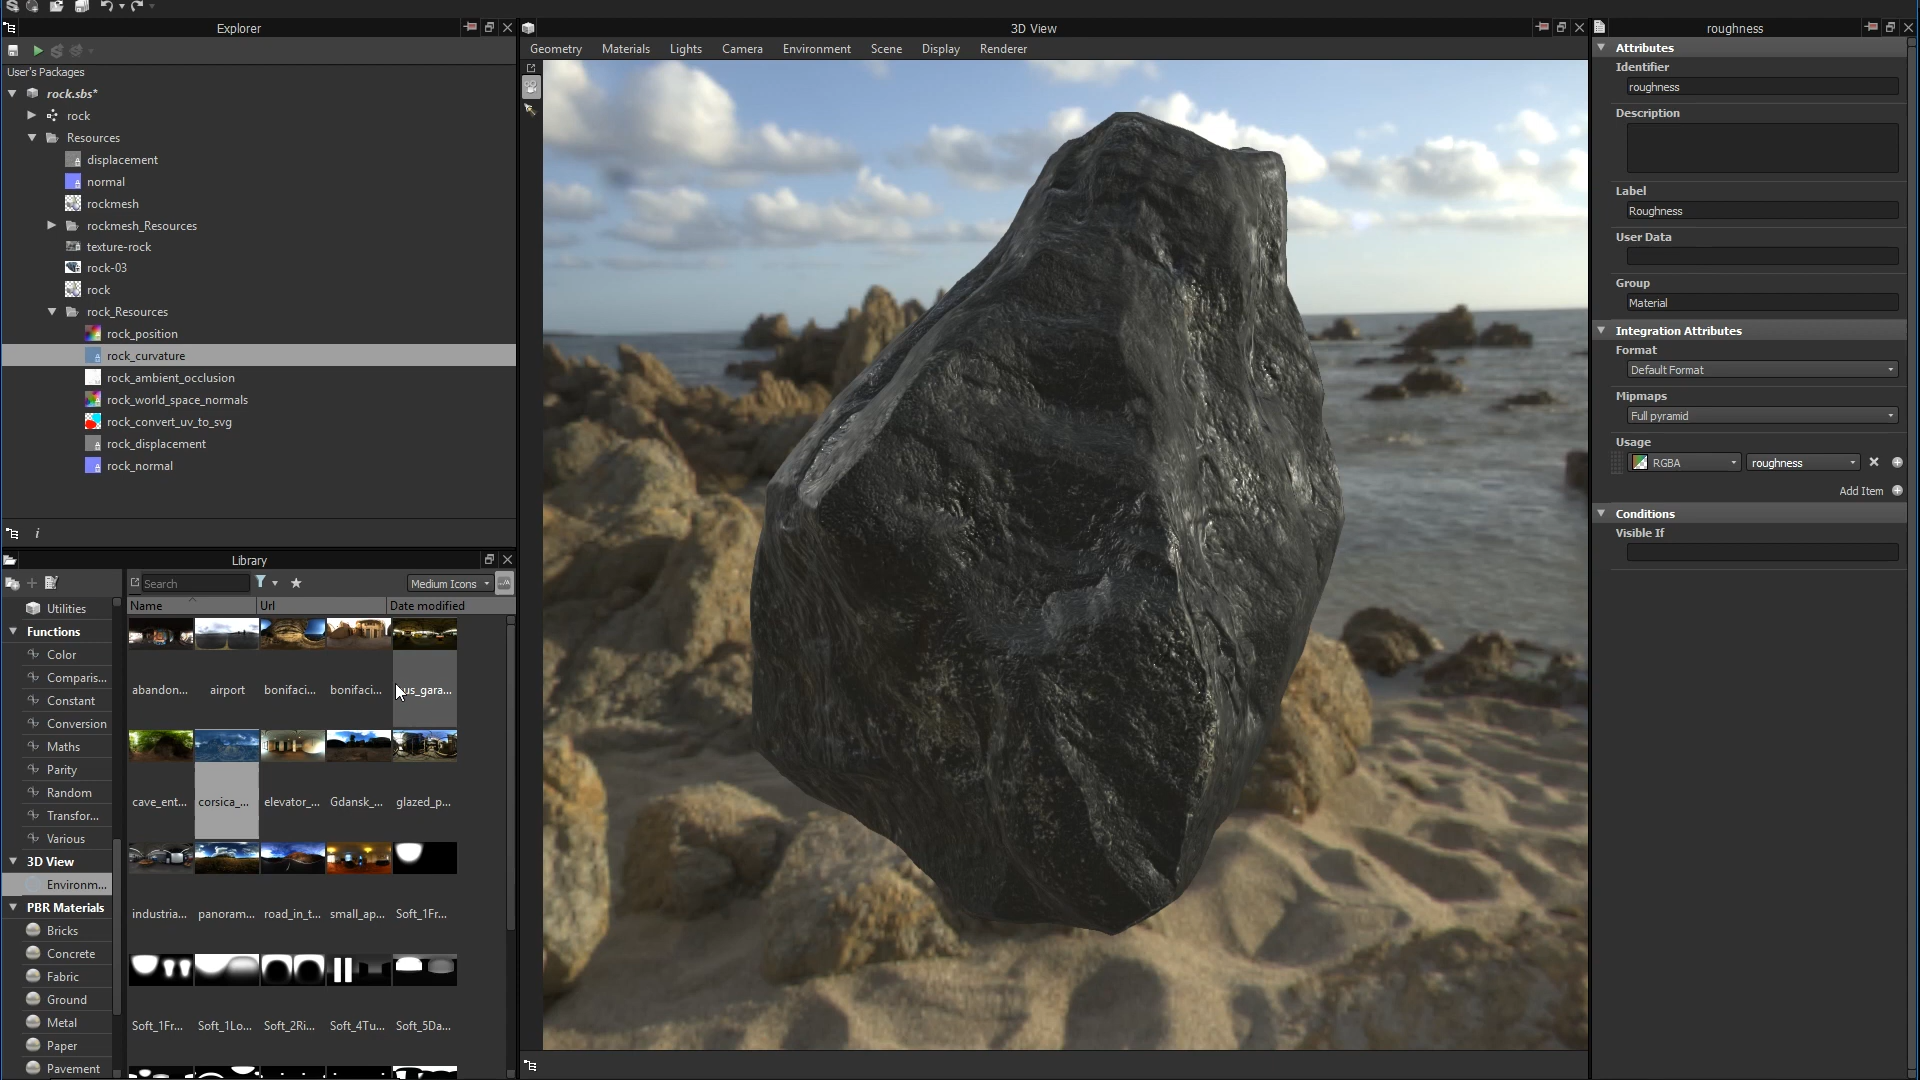 Explorer
User's Packages
rock.sbs*
rock
Resources
displacement
normal
rockmesh
rockmesh_Resources
texture-rock
rock-03
rock
rock_Resources
rock_position
rock_curvature
rock_ambient_occlusion
rock_world_space_normals
rock_convert_uv_to_svg
rock_displacement
rock_normal
i
Library
Search
Medium Icons
Name Url Date modified
Utilities
Functions
Color
Comparis...
Constant
Conversion
Maths
Parity
Random
Transfor...
Various
3D View
Environm...
PBR Materials
Bricks
Concrete
Fabric
Ground
Metal
Paper
Pavement
abandon... airport bonifaci... bonifaci... us_gara...
cave_ent... corsica_... elevator_... Gdansk_... glazed_p...
industria... panoram... road_in_t... small_ap... Soft_1Fr...
Soft_1Fr... Soft_1Lo... Soft_2Ri... Soft_4Tu... Soft_5Da...
3D View
Geometry Materials Lights Camera Environment Scene Display Renderer
roughness
Attributes
Identifier
roughness
Description
Label
Roughness
User Data
Group
Material
Integration Attributes
Format
Default Format
Mipmaps
Full pyramid
Usage
RGBA roughness
Add Item
Conditions
Visible If